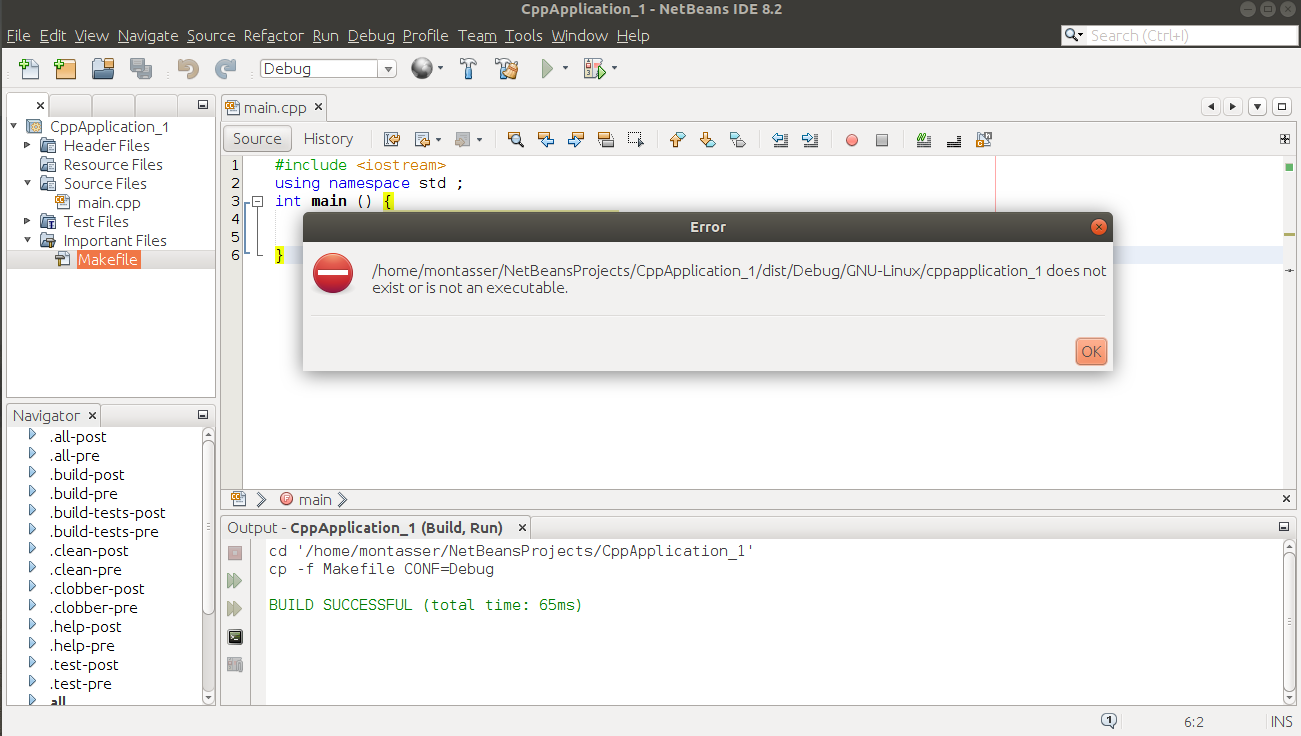 CppApplication_1 - NetBeans IDE 8.2
File Edit View Navigate Source Refactor Run Debug Profile Team Tools Window Help
Search (Ctrl+I)
Debug
main.cpp
CppApplication_1
Header Files
Resource Files
Source Files
main.cpp
Test Files
Important Files
Makefile
Source History
1 #include <iostream>
2 using namespace std ;
3 int main () {
4
5
6 }
Error
/home/montasser/NetBeansProjects/CppApplication_1/dist/Debug/GNU-Linux/cppapplication_1 does not
exist or is not an executable.
OK
Navigator
.all-post
.all-pre
.build-post
.build-pre
.build-tests-post
.build-tests-pre
.clean-post
.clean-pre
.clobber-post
.clobber-pre
.help-post
.help-pre
.test-post
.test-pre
all
main
Output - CppApplication_1 (Build, Run)
cd '/home/montasser/NetBeansProjects/CppApplication_1'
cp -f Makefile CONF=Debug
BUILD SUCCESSFUL (total time: 65ms)
1
6:2
INS